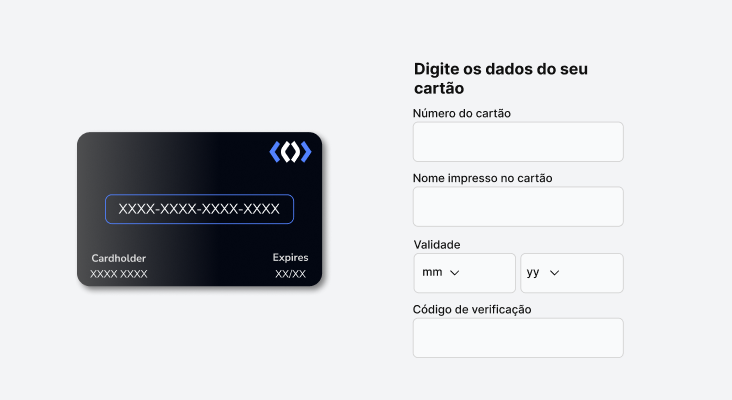 XXXX-XXXX-XXXX-XXXX
Cardholder
XXXX XXXX
Expires
XX/XX
Digite os dados do seu
cartão
Número do cartão
Nome impresso no cartão
Validade
mm
yy
Código de verificação